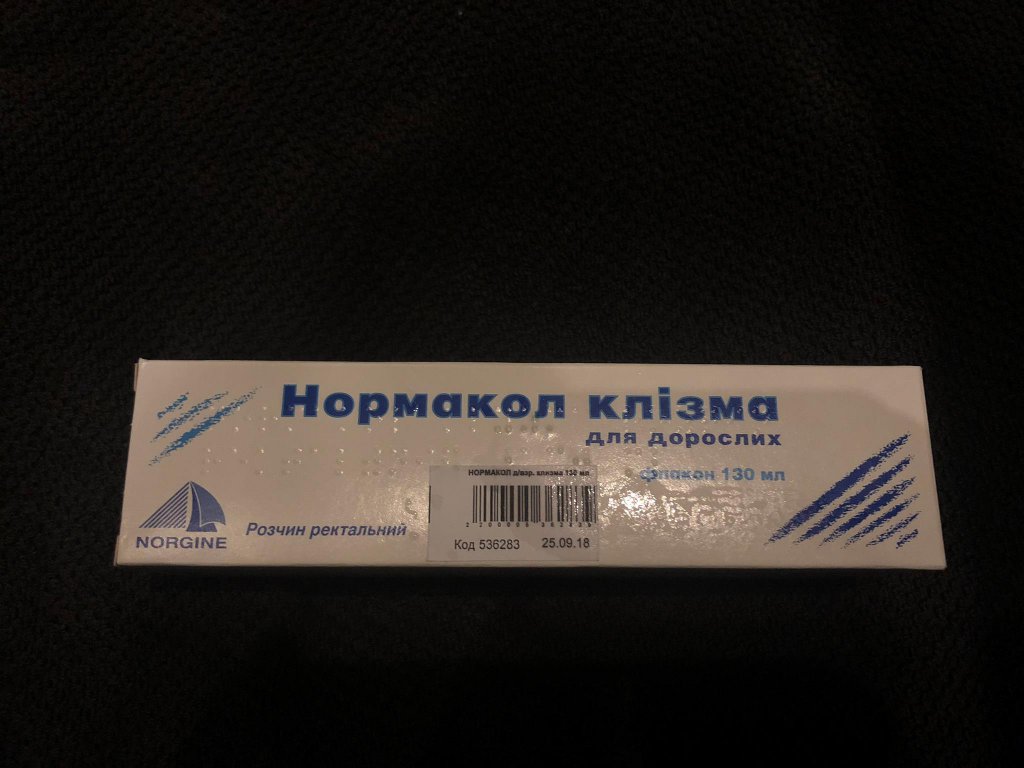 Нормакол клізма
для дорослих
флакон 130 мл
NORGINE
Розчин ректальний
НОРМАКОЛ д/взр. клизма 130 мл
Код 536283 25.09.18